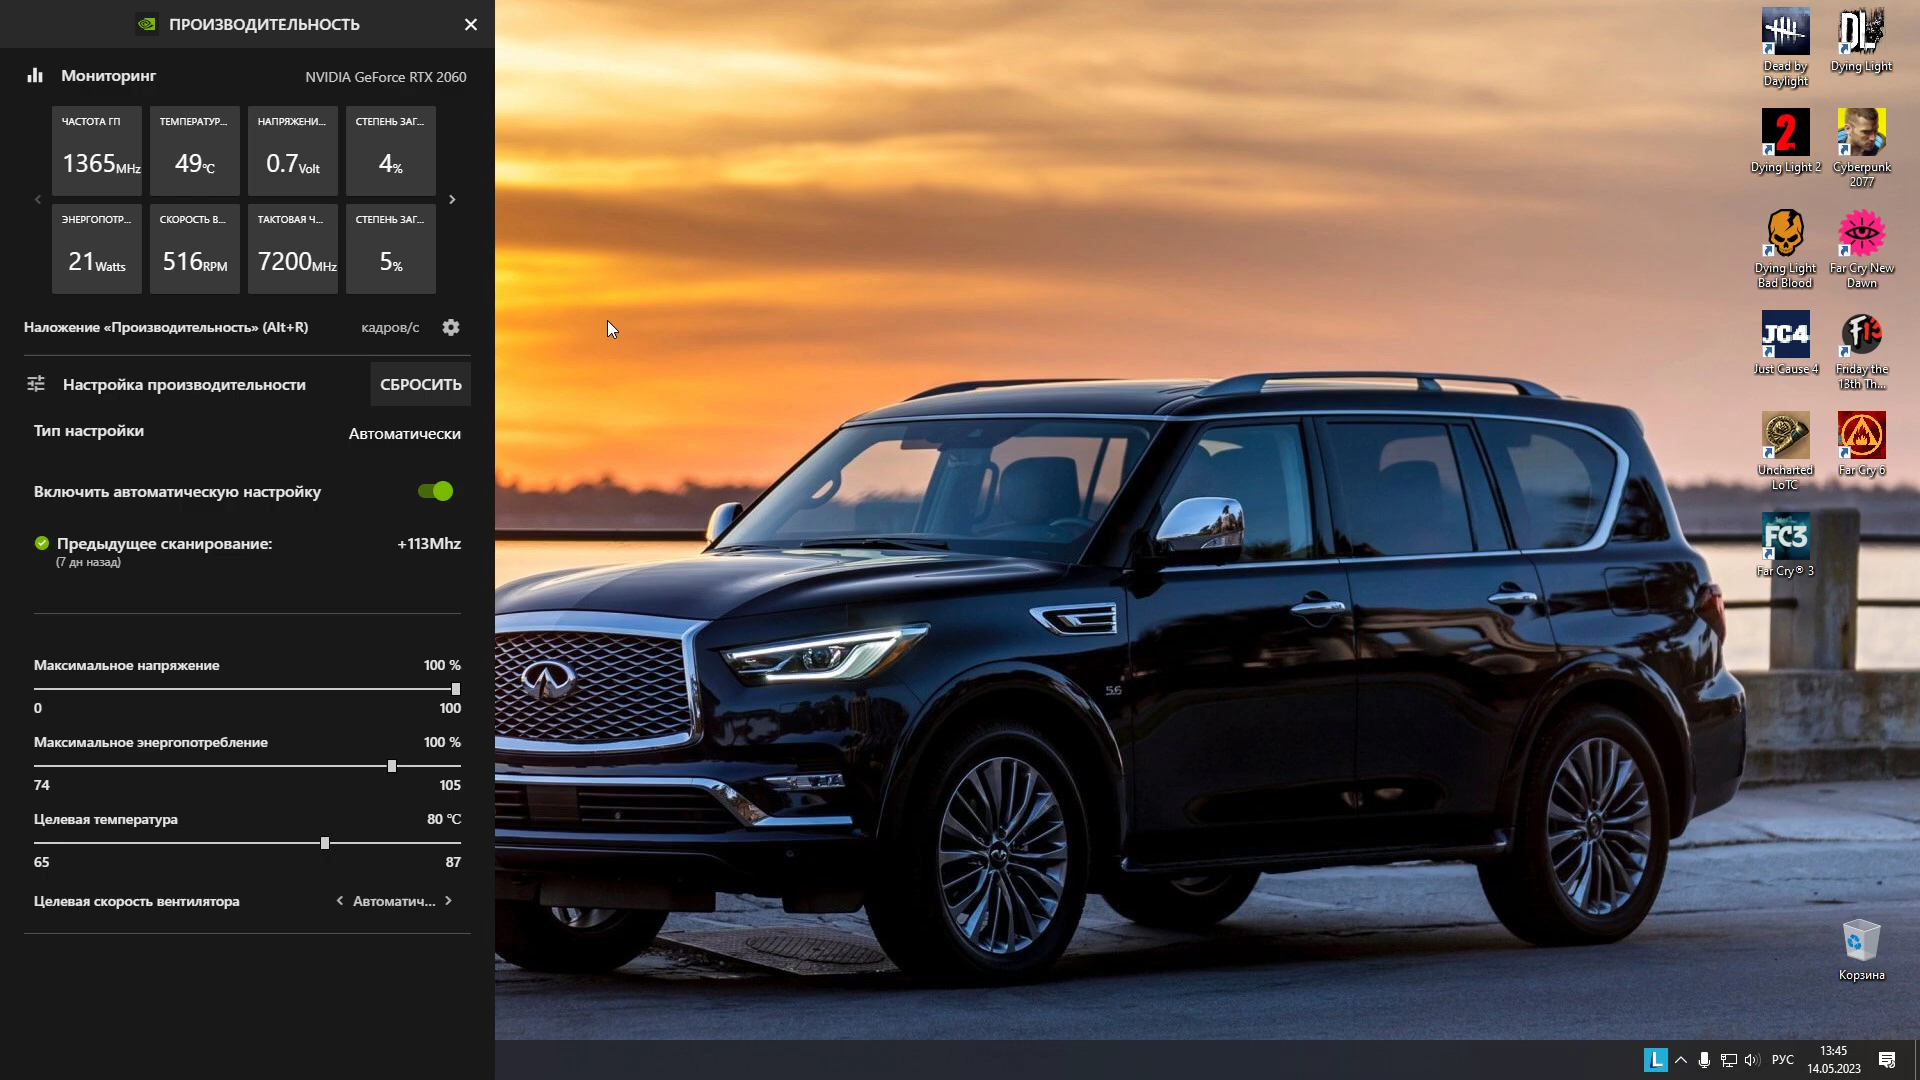 ПРОИЗВОДИТЕЛЬНОСТЬ
Мониторинг
NVIDIA GeForce RTX 2060
ЧАСТОТА ГП
ТЕМПЕРАТУР...
НАПРЯЖЕНИ...
СТЕПЕНЬ ЗАГ...
1365MHz
49°C
0.7Volt
4%
ЭНЕРГОПОТР...
СКОРОСТЬ В...
ТАКТОВАЯ Ч...
СТЕПЕНЬ ЗАГ...
21Watts
516RPM
7200MHz
5%
Наложение «Производительность» (Alt+R)
кадров/с
Настройка производительности
СБРОСИТЬ
Тип настройки
Автоматически
Включить автоматическую настройку
Предыдущее сканирование:
+113Mhz
(7 дн назад)
Максимальное напряжение
100 %
0
100
Максимальное энергопотребление
100 %
74
105
Целевая температура
80 °C
65
87
Целевая скорость вентилятора
Автоматич...
5.6
Dead by
Daylight
DL
Dying Light
2
Dying Light 2
Cyberpunk
2077
Dying Light
Bad Blood
Far Cry New
Dawn
JC4
Just Cause 4
F13
Friday the
13th Th...
Uncharted
LoTC
Far Cry 6
FC3
Far Cry® 3
Корзина
L
РУС
13:45
14.05.2023